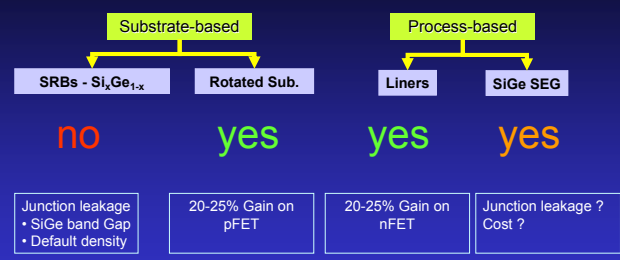 Substrate-based
Process-based
SRBs - SixGe1-x
Rotated Sub.
Liners
SiGe SEG
no
yes
yes
yes
Junction leakage
• SiGe band Gap
• Default density
20-25% Gain on
pFET
20-25% Gain on
nFET
Junction leakage ?
Cost ?